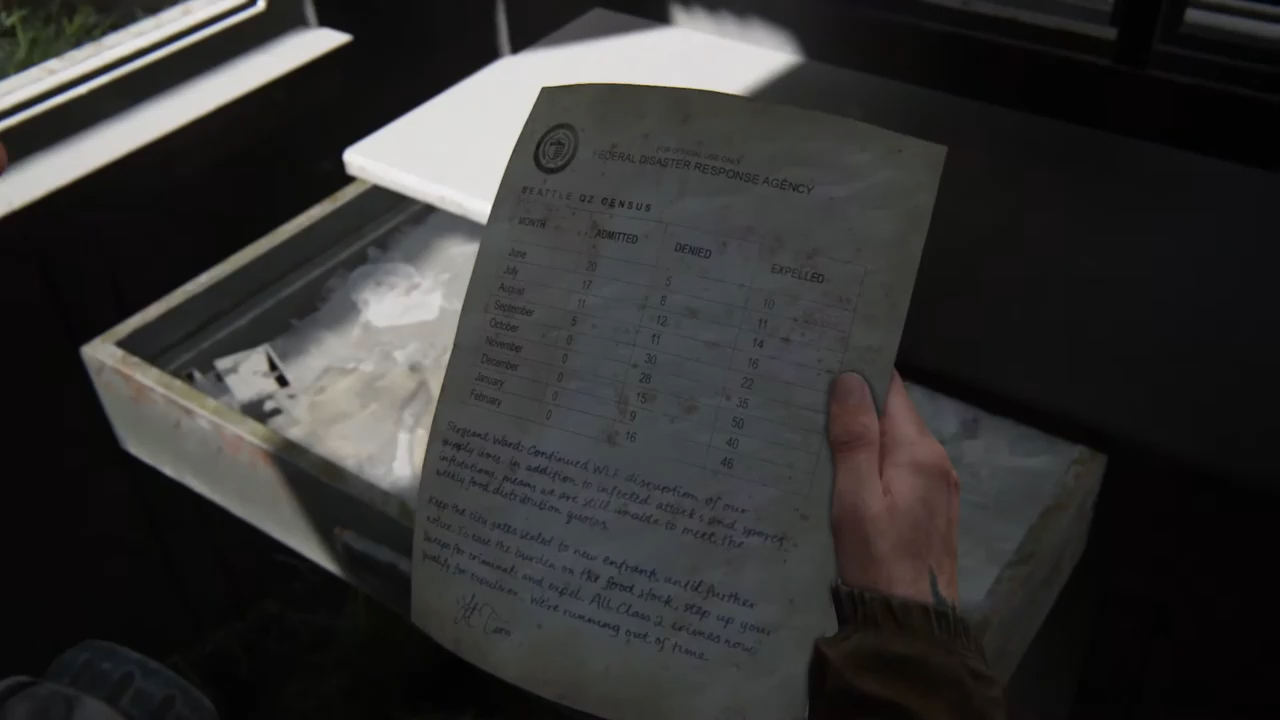 FOR OFFICIAL USE ONLY
FEDERAL DISASTER RESPONSE AGENCY
SEATTLE QZ CENSUS
MONTH ADMITTED DENIED EXPELLED
June 20 5 10
July 17 8 11
August 11 12 14
September 5 11 16
October 0 30 22
November 0 28 35
December 0 15 50
January 0 9 40
February 0 16 46
Sergeant Ward: Continued WLF disruption of our
supply lines, in addition to infected attacks and spores
infestations, means we are still unable to meet the
weekly food distribution quotas.
Keep the city gates sealed to new entrants until further
notice. To ease the burden on the food stock, step up your
sweeps for criminals and expel. All Class 2 crimes now
qualify for expulsion. We're running out of time.